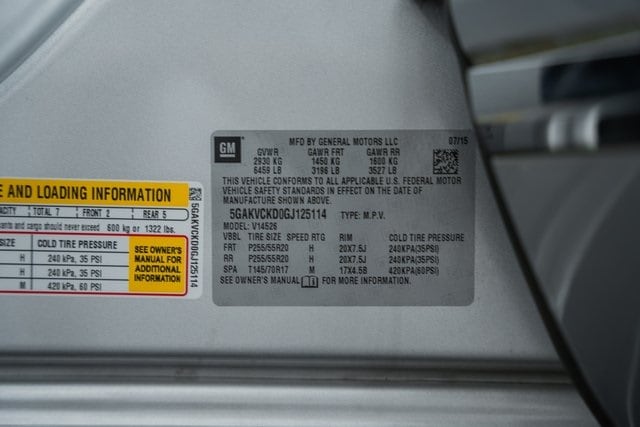 GM
MFD BY GENERAL MOTORS LLC 07/15
GVWR GAWR FRT GAWR RR
2930 KG 1450 KG 1600 KG
6459 LB 3196 LB 3527 LB
THIS VEHICLE CONFORMS TO ALL APPLICABLE U.S. FEDERAL MOTOR
VEHICLE SAFETY STANDARDS IN EFFECT ON THE DATE OF
MANUFACTURE SHOWN ABOVE.
5GAKVCKD0GJ125114 TYPE: M.P.V.
MODEL: V14526
VBBL TIRE SIZE SPEED RTG RIM COLD TIRE PRESSURE
FRT P255/55R20 H 20X7.5J 240KPA(35PSI)
RR P255/55R20 H 20X7.5J 240KPA(35PSI)
SPA T145/70R17 M 17X4.5B 420KPA(60PSI)
SEE OWNER'S MANUAL FOR MORE INFORMATION.
E AND LOADING INFORMATION
ACITY TOTAL 7 FRONT 2 REAR 5
ants and cargo should never exceed 600 kg or 1322 lbs.
SIZE COLD TIRE PRESSURE
H 240 kPa, 35 PSI
H 240 kPa, 35 PSI
M 420 kPa, 60 PSI
SEE OWNER'S
MANUAL FOR
ADDITIONAL
INFORMATION
5GAKVCKD0GJ125114